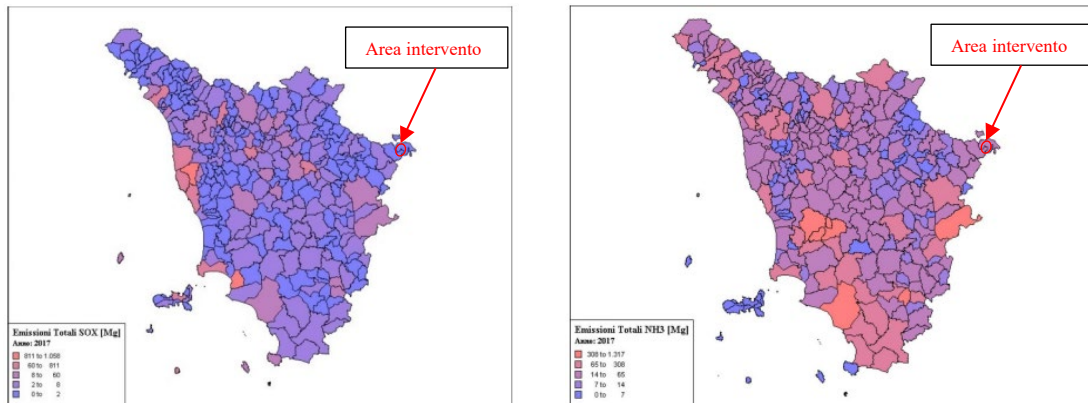 Area intervento
Emissioni Totali SOX [Mg]
Anno: 2017
811 to 1.058
60 to 811
8 to 60
2 to 8
0 to 2
Area intervento
Emissioni Totali NH3 [Mg]
Anno: 2017
308 to 1.317
65 to 308
14 to 65
7 to 14
0 to 7